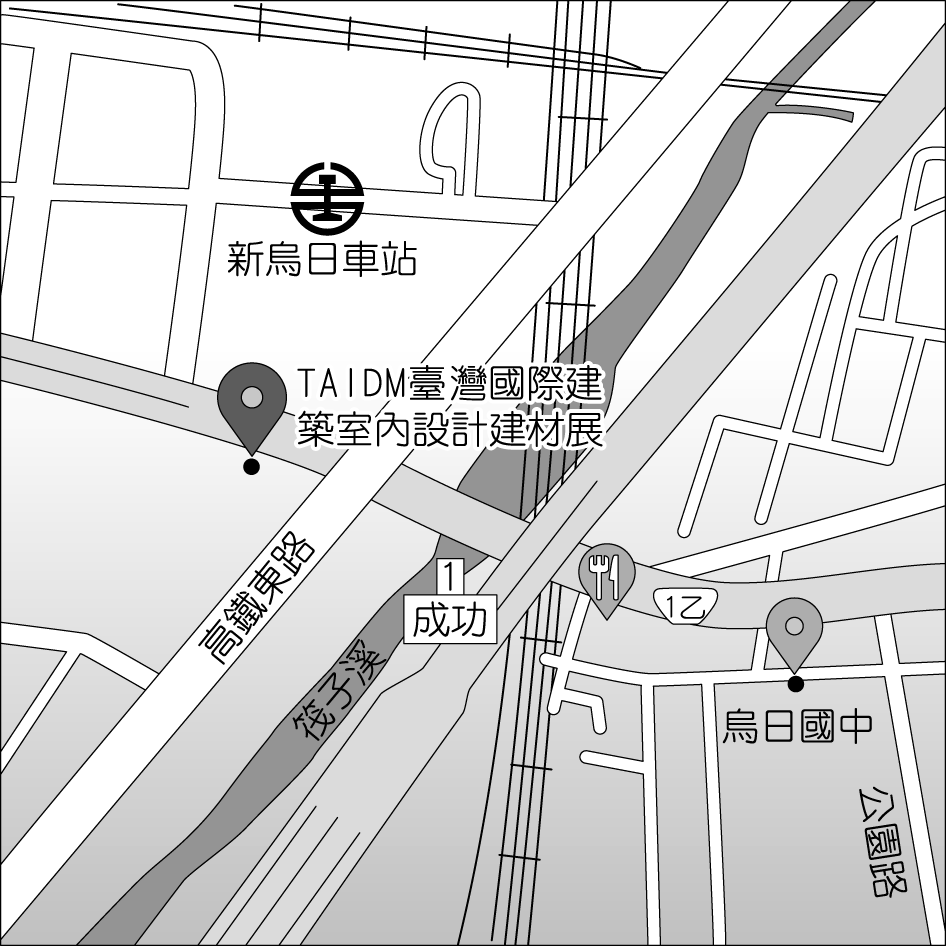 新烏日車站
TAIDM臺灣國際建
築室內設計建材展
高鐵東路
1
成功
1乙
筏子溪
烏日國中
公園路